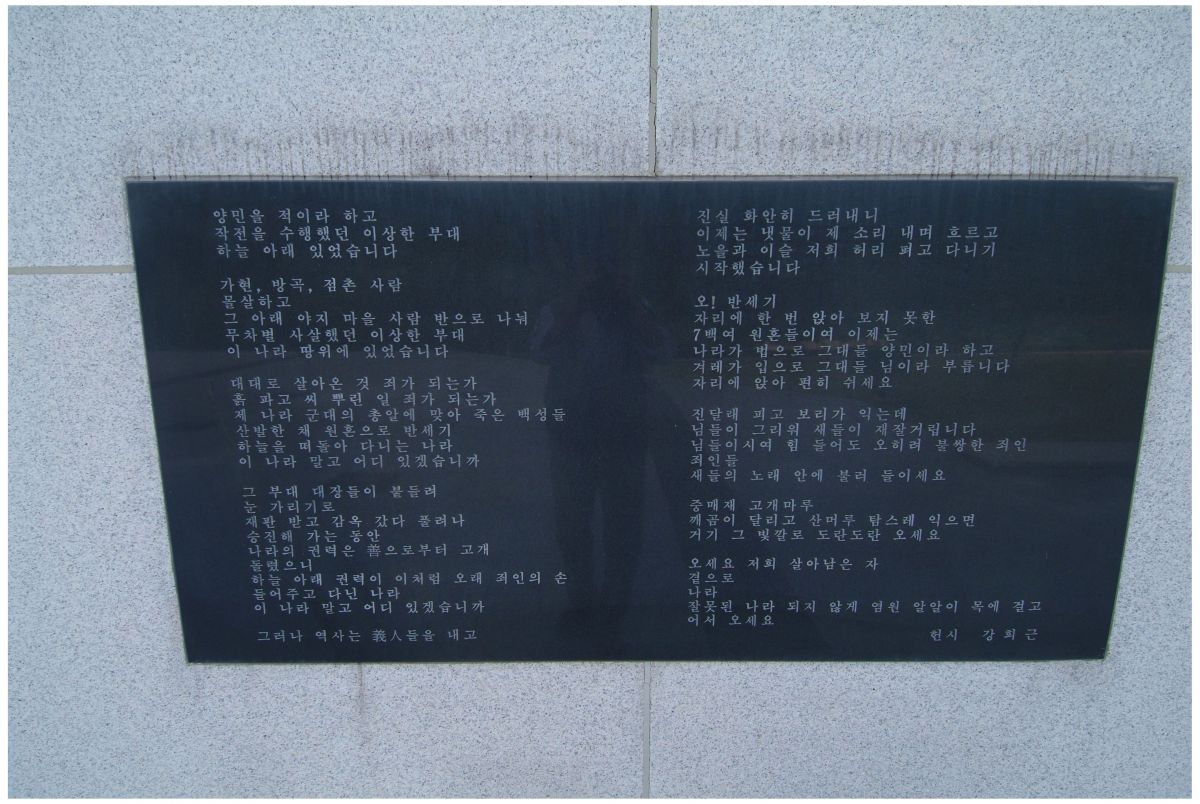 양민을 적이라 하고
작전을 수행했던 이상한 부대
하늘 아래 있었습니다
가현, 방곡, 점촌 사람
몰살하고
그 아래 야지 마을 사람 반으로 나눠
무차별 사살했던 이상한 부대
이 나라 땅위에 있었습니다
대대로 살아온 것 죄가 되는가
흙 파고 씨 뿌린 일 죄가 되는가
제 나라 군대의 총알에 맞아 죽은 백성들
산발한 채 원혼으로 반세기
하늘을 떠돌아 다니는 나라
이 나라 말고 어디 있겠습니까
그 부대 대장들이 붙들려
눈 가리기로
재판 받고 감옥 갔다 풀려나
승진해 가는 동안
나라의 권력은 善으로부터 고개
돌렸으니
하늘 아래 권력이 이처럼 오래 죄인의 손
들어주고 다닌 나라
이 나라 말고 어디 있겠습니까
그러나 역사는 義人들을 내고
진실 화안히 드러내니
이제는 냇물이 제 소리 내며 흐르고
노을과 이슬 저희 허리 펴고 다니기
시작했습니다
오! 반세기
자리에 한 번 앉아 보지 못한
7백여 원혼들이여 이제는
나라가 법으로 그대들 양민이라 하고
겨레가 입으로 그대들 님이라 부릅니다
자리에 앉아 편히 쉬세요
진달래 피고 보리가 익는데
님들이 그리워 새들이 재잘거립니다
님들이시여 힘 들어도 오히려 불쌍한 죄인
죄인들
새들의 노래 안에 불러 들이세요
중매재 고개마루
깨곰이 달리고 산머루 탐스레 익으면
거기 그 빛깔로 도란도란 오세요
오세요 저희 살아남은 자
곁으로
나라
잘못된 나라 되지 않게 염원 알알이 목에 걸고
어서 오세요
헌시 강희근